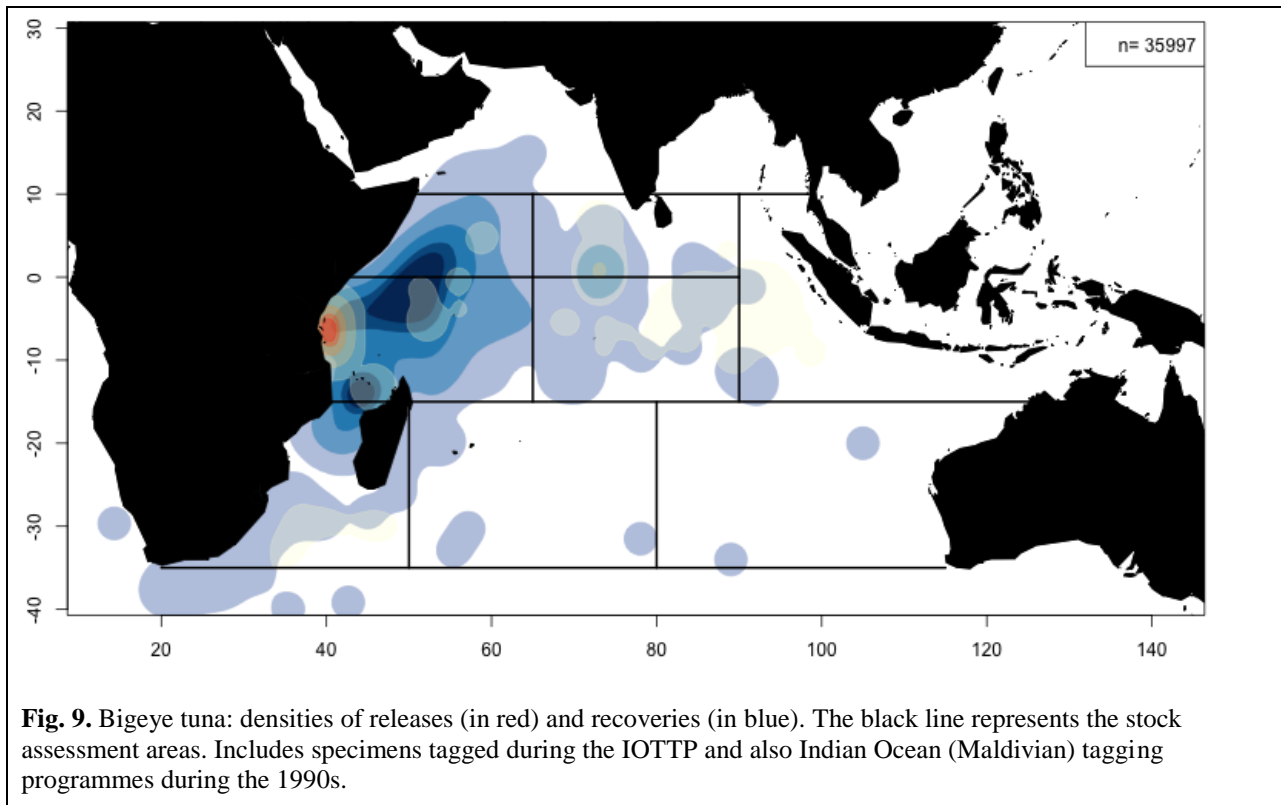 30
n= 35997
20
10
0
-10
-20
-30
-40
20 40 60 80 100 120 140
Fig. 9. Bigeye tuna: densities of releases (in red) and recoveries (in blue). The black line represents the stock
assessment areas. Includes specimens tagged during the IOTTP and also Indian Ocean (Maldivian) tagging
programmes during the 1990s.